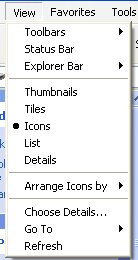 View Favorites Tools
Toolbars
Status Bar
Explorer Bar
Thumbnails
Tiles
Icons
List
Details
Arrange Icons by
Choose Details...
Go To
Refresh